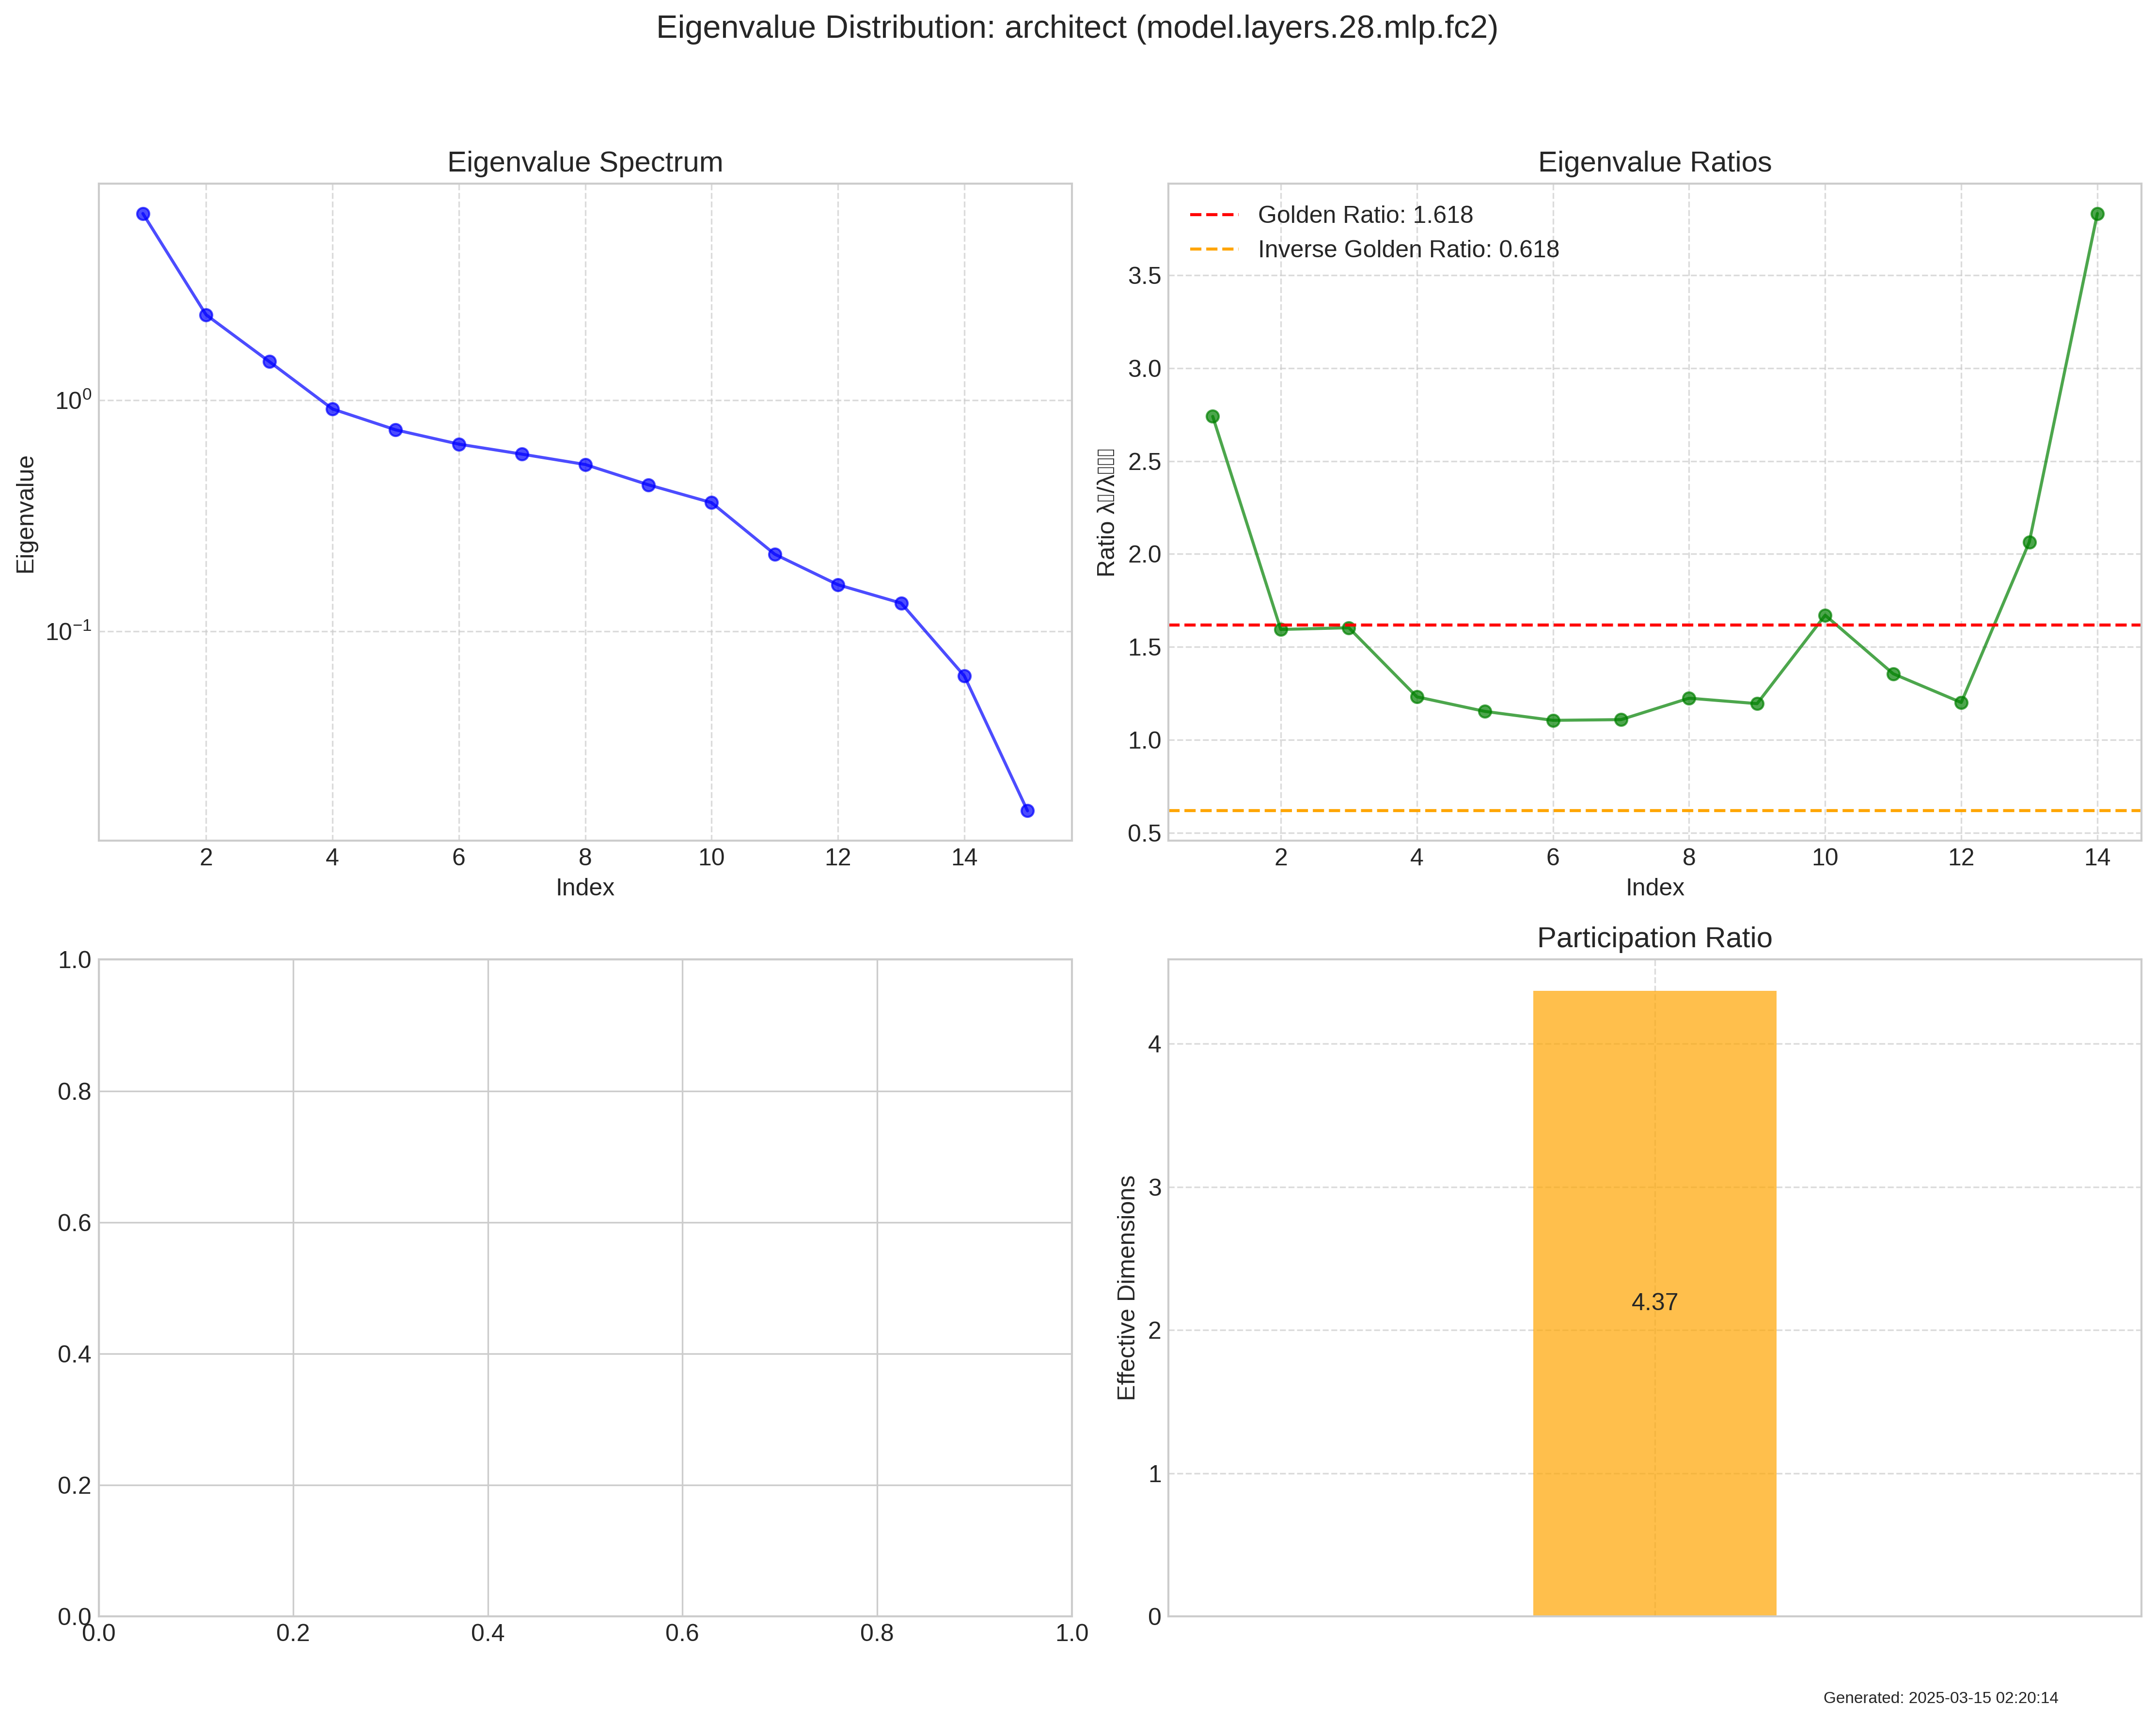 Eigenvalue Distribution: architect (model.layers.28.mlp.fc2)
Eigenvalue Spectrum
Eigenvalue
10⁰
10⁻¹
2 4 6 8 10 12 14
Index
Eigenvalue Ratios
Golden Ratio: 1.618
Inverse Golden Ratio: 0.618
Ratio λ▯/λ▯▯▯
3.5
3.0
2.5
2.0
1.5
1.0
0.5
2 4 6 8 10 12 14
Index
1.0
0.8
0.6
0.4
0.2
0.0
0.0 0.2 0.4 0.6 0.8 1.0
Participation Ratio
Effective Dimensions
4
3
2
1
0
4.37
Generated: 2025-03-15 02:20:14